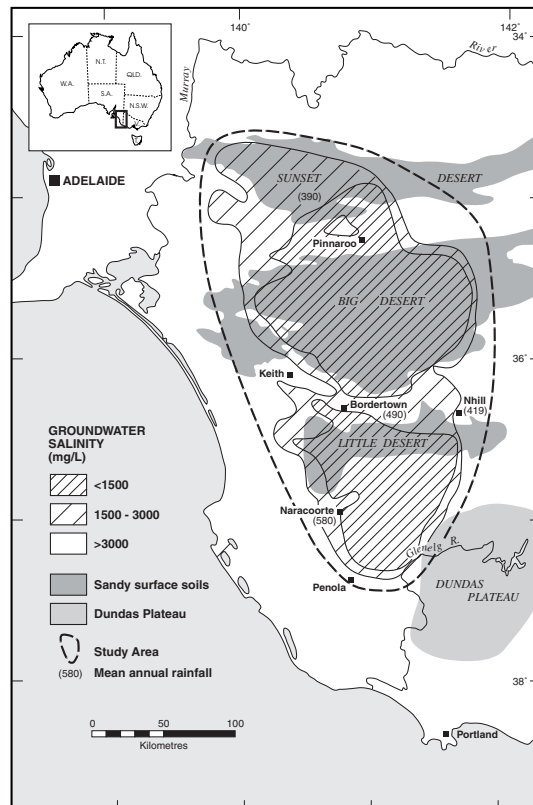 140°
142°
34°
River
Murray
W.A.
N.T.
QLD.
S.A.
N.S.W.
ADELAIDE
SUNSET
DESERT
(390)
Pinnaroo
BIG DESERT
36°
Keith
Bordertown
(490)
Nhill
(419)
LITTLE DESERT
Naracoorte
(580)
Glenelg R.
Penola
DUNDAS
PLATEAU
38°
Portland
GROUNDWATER
SALINITY
(mg/L)
<1500
1500 - 3000
>3000
Sandy surface soils
Dundas Plateau
Study Area
(580) Mean annual rainfall
0 50 100
Kilometres